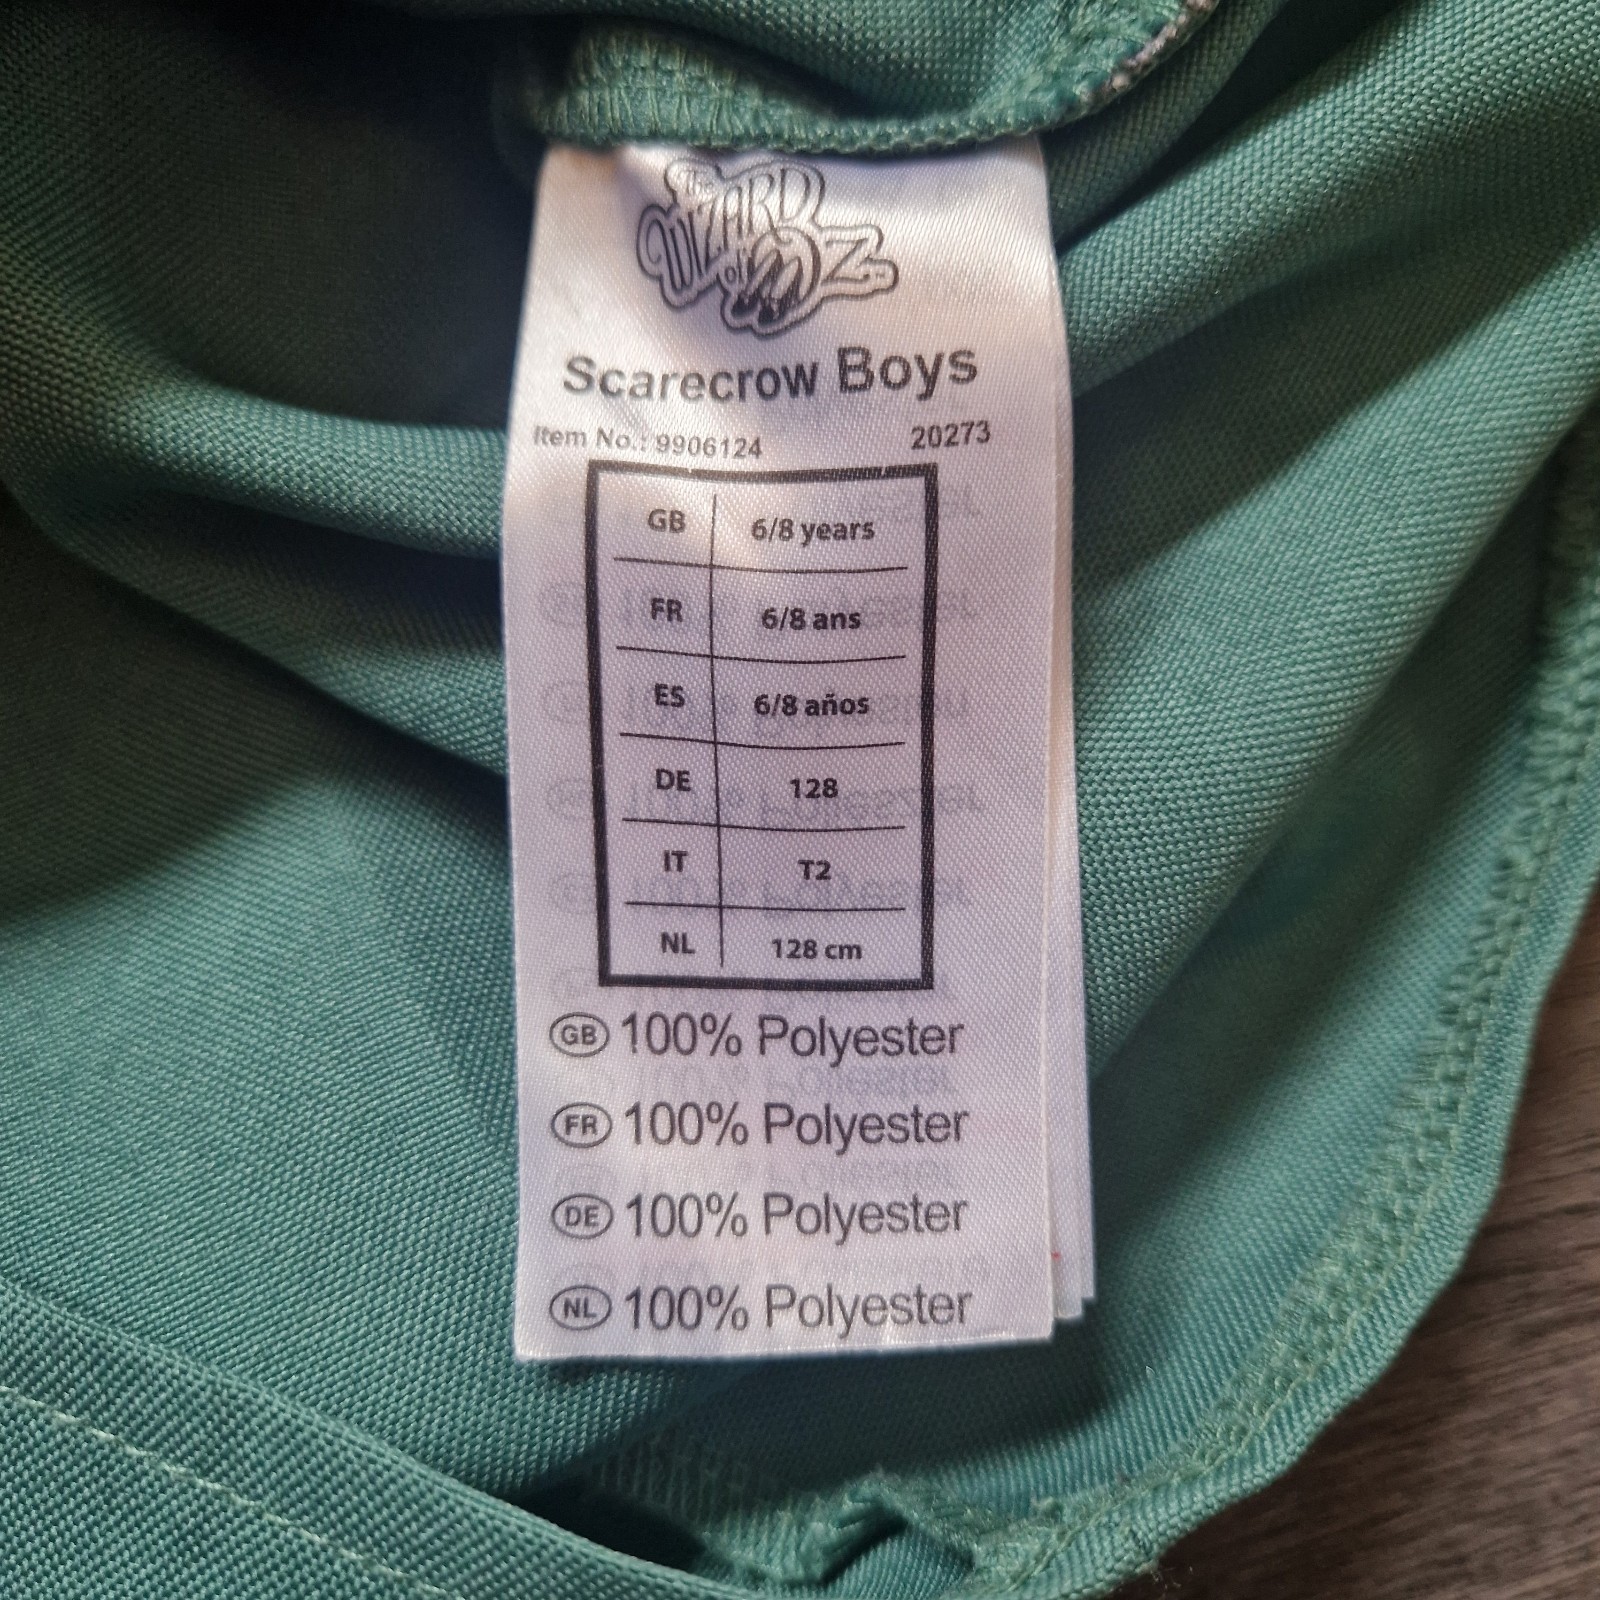 The
WIZARD
of OZ
Scarecrow Boys
Item No.: 9906124 20273
GB 6/8 years
FR 6/8 ans
ES 6/8 años
DE 128
IT T2
NL 128 cm
GB 100% Polyester
FR 100% Polyester
DE 100% Polyester
NL 100% Polyester